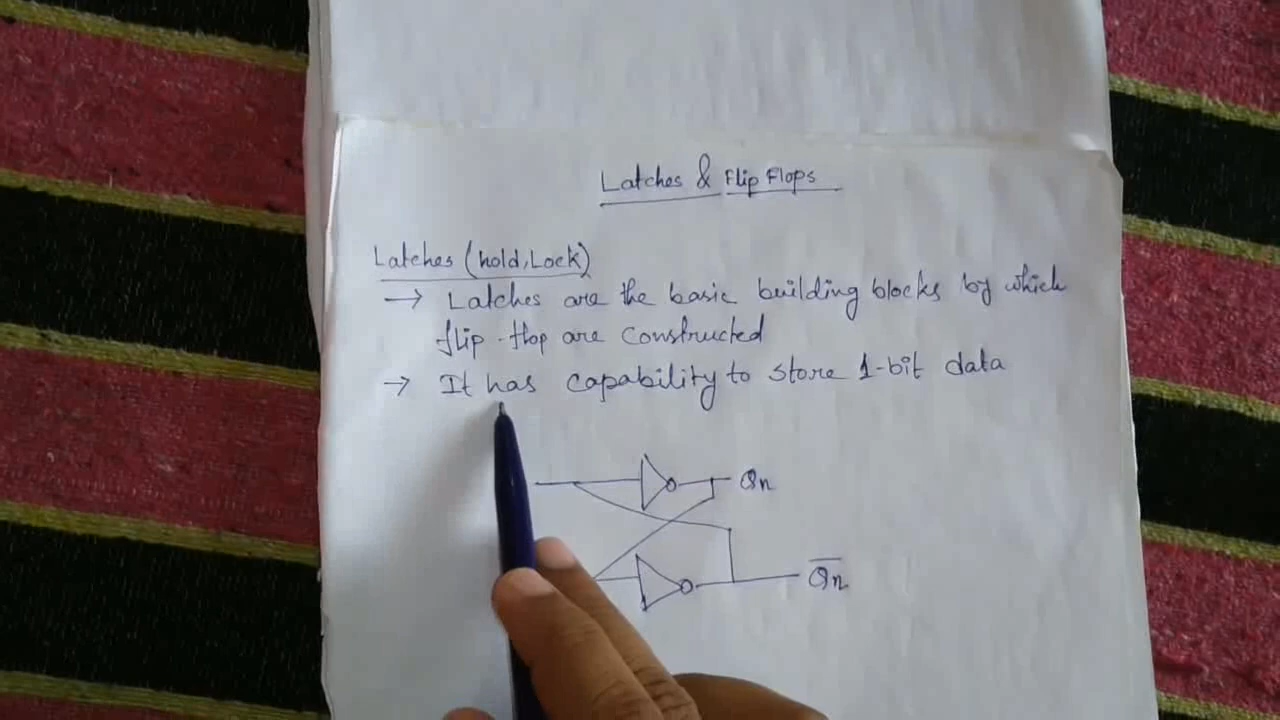 Latches & Flip Flops
Latches (hold, Lock)
→ Latches are the basic building blocks by which
flip-flop are constructed
→ It has capability to store 1-bit data
Qn
Q̅n